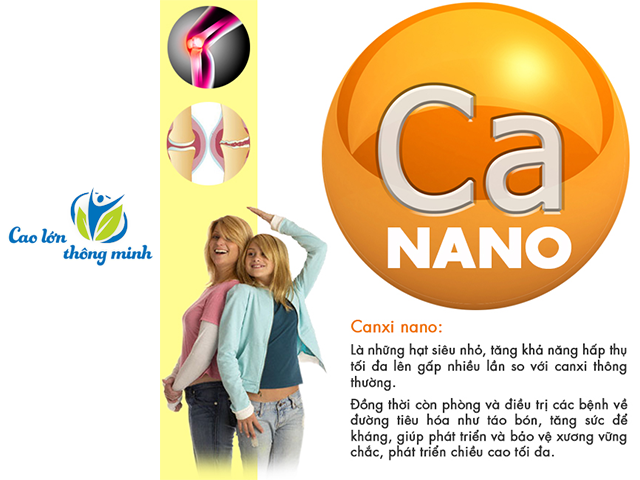 Cao lớn
thông minh
Ca
NANO
Canxi nano:
Là những hạt siêu nhỏ, tăng khả năng hấp thụ
tối đa lên gấp nhiều lần so với canxi thông
thường.
Đồng thời còn phòng và điều trị các bệnh về
đường tiêu hóa như táo bón, tăng sức đề
kháng, giúp phát triển và bảo vệ xương vững
chắc, phát triển chiều cao tối đa.